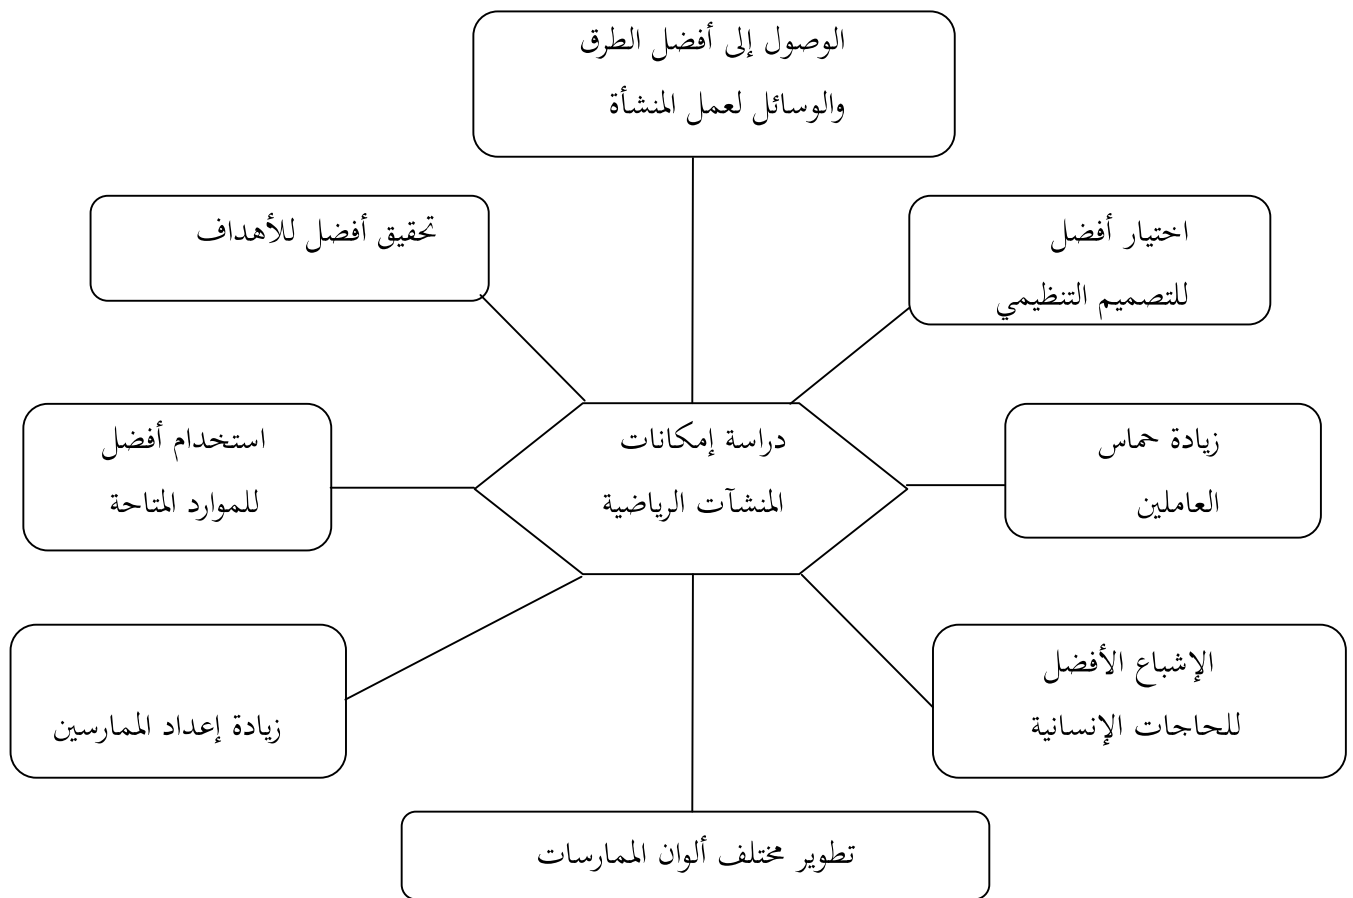 الوصول إلى أفضل الطرق
والوسائل لعمل المنشأة
اختيار أفضل
للتصميم التنظيمي
تحقيق أفضل للأهداف
زيادة حماس
العاملين
دراسة إمكانات
المنشآت الرياضية
استخدام أفضل
للموارد المتاحة
الإشباع الأفضل
للحاجات الإنسانية
زيادة إعداد الممارسين
تطوير مختلف ألوان الممارسات